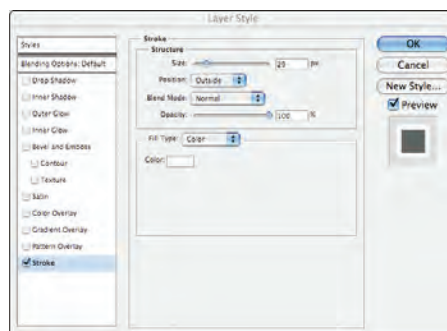 Layer Style
Styles
Blending Options: Default
Drop Shadow
Inner Shadow
Outer Glow
Inner Glow
Bevel and Emboss
Contour
Texture
Satin
Color Overlay
Gradient Overlay
Pattern Overlay
Stroke
Stroke
Structure
Size: px
Position: Outside
Blend Mode: Normal
Opacity: 100 %
Fill Type: Color
Color:
OK
Cancel
New Style...
Preview